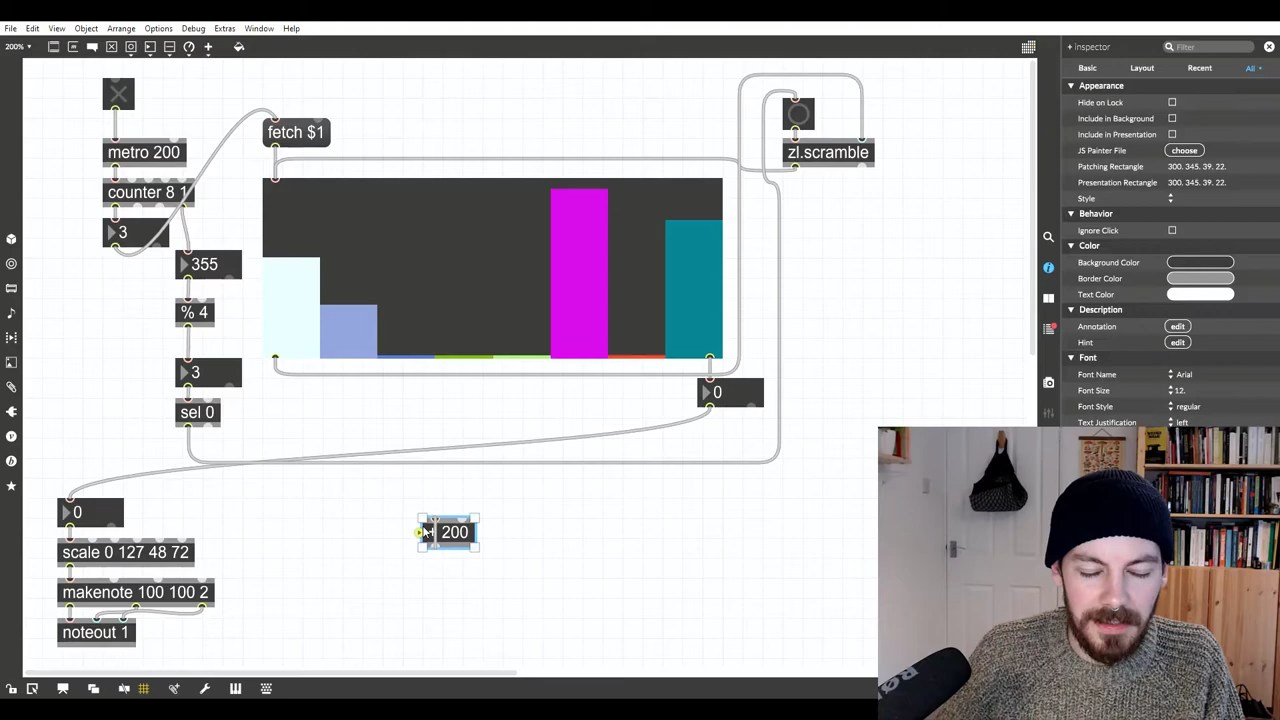 File Edit View Object Arrange Options Debug Extras Window Help
200%
inspector
Filter
Basic Layout Recent All
Appearance
Hide on Lock
Include in Background
Include in Presentation
JS Painter File choose
Patching Rectangle 300. 345. 39. 22.
Presentation Rectangle 300. 345. 39. 22.
Style
Behavior
Ignore Click
Color
Background Color
Border Color
Text Color
Description
Annotation edit
Hint edit
Font
Font Name Arial
Font Size 12.
Font Style regular
Text Justification left
metro 200
counter 8 1
3
355
% 4
3
sel 0
fetch $1
zl.scramble
0
0
scale 0 127 48 72
makenote 100 100 2
noteout 1
200